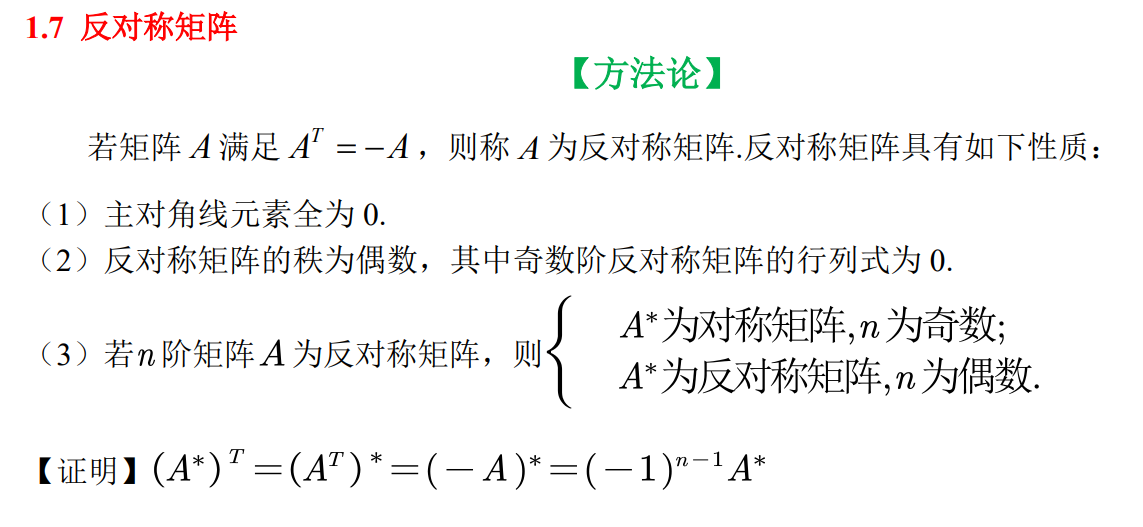 1.7 反对称矩阵
【方法论】
若矩阵 A 满足 A^T = −A，则称 A 为反对称矩阵.反对称矩阵具有如下性质：
（1）主对角线元素全为 0.
（2）反对称矩阵的秩为偶数，其中奇数阶反对称矩阵的行列式为 0.
（3）若 n 阶矩阵 A 为反对称矩阵，则{ A* 为对称矩阵, n 为奇数;
A* 为反对称矩阵, n 为偶数.
【证明】(A*)^T = (A^T)* = (−A)* = (−1)^{n−1} A*